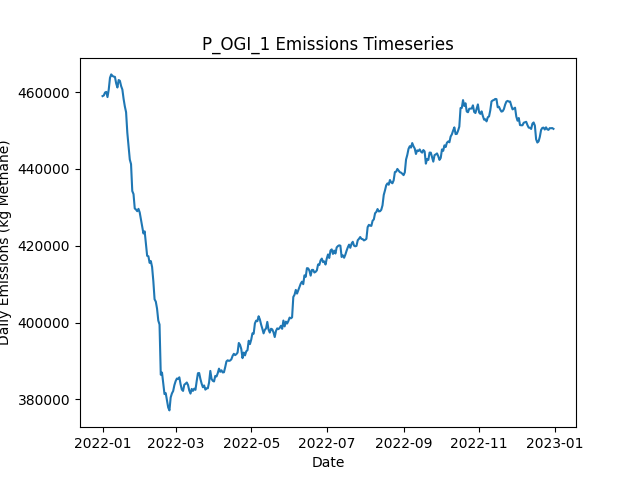 P_OGI_1 Emissions Timeseries
460000
440000
420000
400000
380000
Daily Emissions (kg Methane)
2022-01 2022-03 2022-05 2022-07 2022-09 2022-11 2023-01
Date